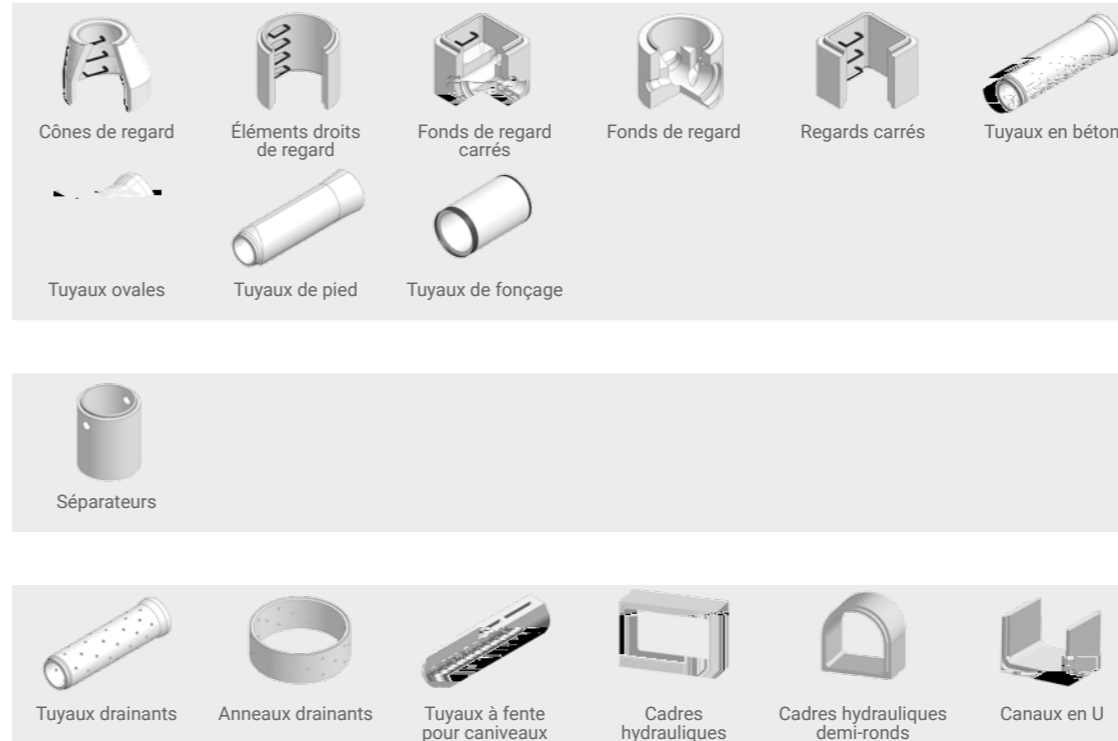 Cônes de regard
Éléments droits
de regard
Fonds de regard
carrés
Fonds de regard
Regards carrés
Tuyaux en béton
Tuyaux ovales
Tuyaux de pied
Tuyaux de fonçage
Séparateurs
Tuyaux drainants
Anneaux drainants
Tuyaux à fente
pour caniveaux
Cadres
hydrauliques
Cadres hydrauliques
demi-ronds
Canaux en U